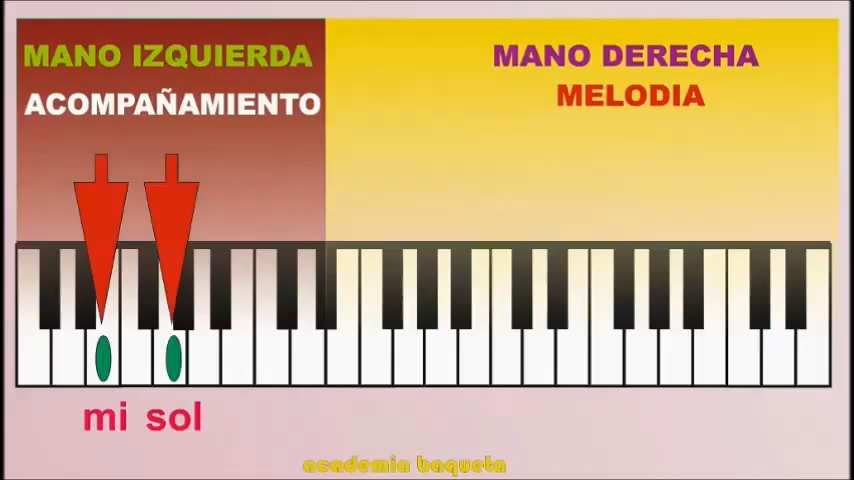 MANO IZQUIERDA
ACOMPAÑAMIENTO
MANO DERECHA
MELODIA
mi sol
academia baqueta